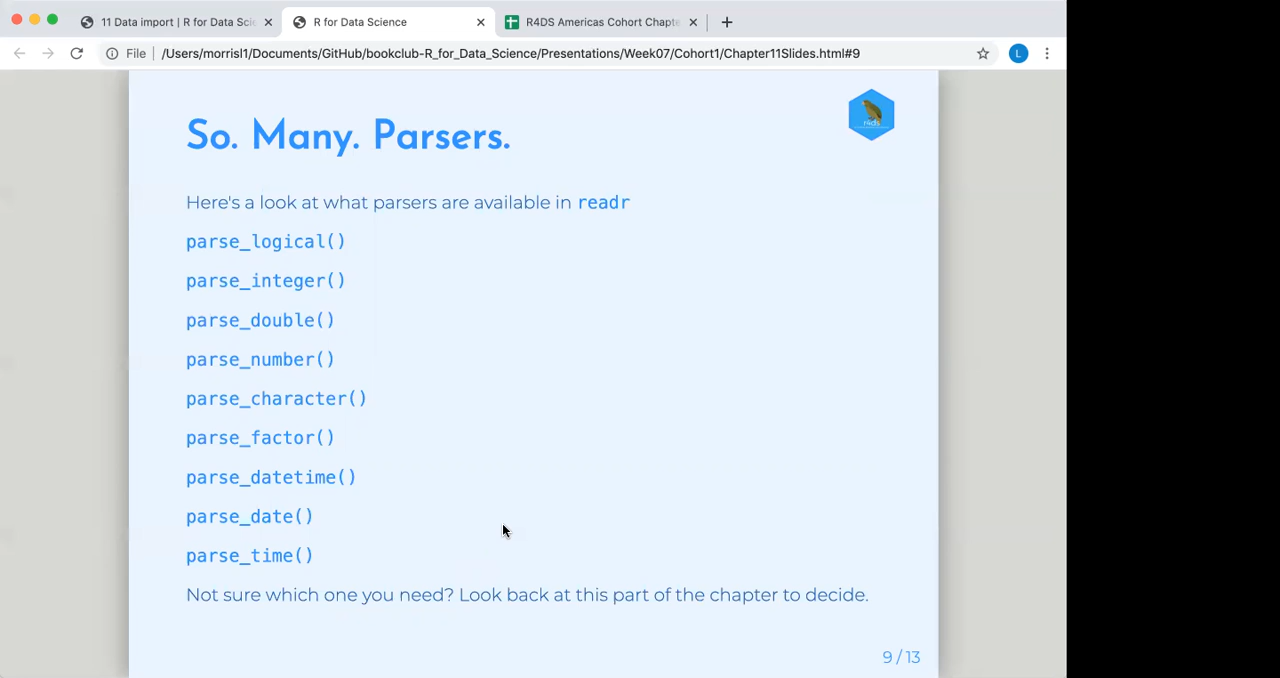 11 Data import | R for Data Scie
R for Data Science
R4DS Americas Cohort Chapte
File
/Users/morrisl1/Documents/GitHub/bookclub-R_for_Data_Science/Presentations/Week07/Cohort1/Chapter11Slides.html#9
L
So. Many. Parsers.
r4ds
Here's a look at what parsers are available in readr
parse_logical()
parse_integer()
parse_double()
parse_number()
parse_character()
parse_factor()
parse_datetime()
parse_date()
parse_time()
Not sure which one you need? Look back at this part of the chapter to decide.
9 / 13